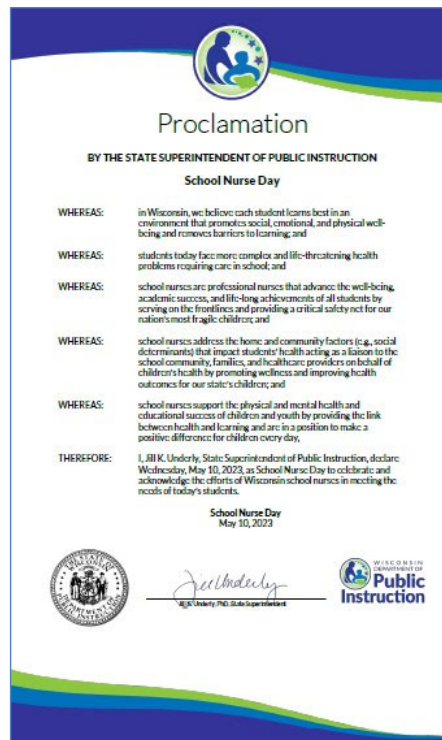 Proclamation
BY THE STATE SUPERINTENDENT OF PUBLIC INSTRUCTION
School Nurse Day
WHEREAS: in Wisconsin, we believe each student learns best in an
environment that promotes social, emotional, and physical well-
being and removes barriers to learning; and
WHEREAS: students today face more complex and life-threatening health
problems requiring care in school; and
WHEREAS: school nurses are professional nurses that advance the well-being,
academic success, and life-long achievements of all students by
serving on the frontlines and providing a critical safety net for our
nation's most fragile children; and
WHEREAS: school nurses address the home and community factors (e.g., social
determinants) that impact students' health acting as a liaison to the
school community, families, and healthcare providers on behalf of
children's health by promoting wellness and improving health
outcomes for our state's children; and
WHEREAS: school nurses support the physical and mental health and
educational success of children and youth by providing the link
between health and learning and are in a position to make a
positive difference for children every day,
THEREFORE: I, Jill K. Underly, State Superintendent of Public Instruction, declare
Wednesday, May 10, 2023, as School Nurse Day to celebrate and
acknowledge the efforts of Wisconsin school nurses in meeting the
needs of today's students.
School Nurse Day
May 10, 2023
Jill Underly
Jill K. Underly, PhD, State Superintendent
WISCONSIN
DEPARTMENT OF
Public
Instruction